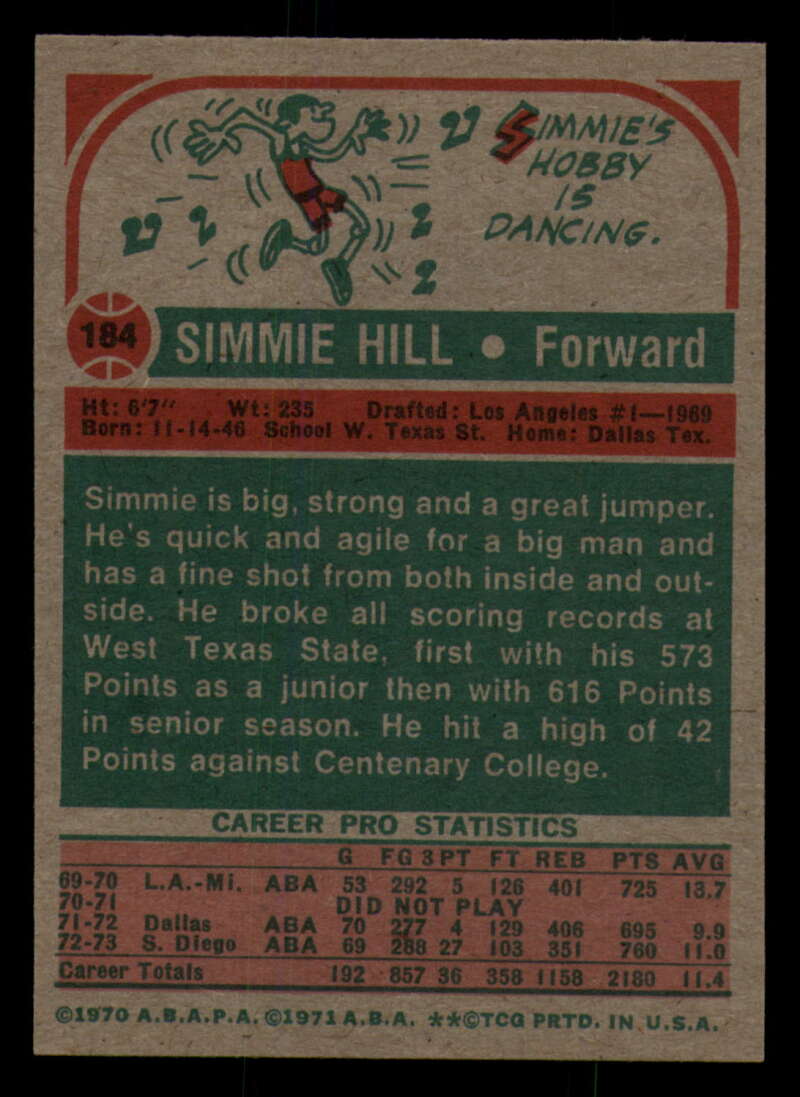 SIMMIE'S
HOBBY
IS
DANCING.
184 SIMMIE HILL • Forward
Ht: 6'7" Wt: 235 Drafted: Los Angeles #1—1969
Born: 11-14-46 School W. Texas St. Home: Dallas Tex.
Simmie is big, strong and a great jumper.
He's quick and agile for a big man and
has a fine shot from both inside and out-
side. He broke all scoring records at
West Texas State, first with his 573
Points as a junior then with 616 Points
in senior season. He hit a high of 42
Points against Centenary College.
CAREER PRO STATISTICS
G FG 3PT FT REB PTS AVG
69-70 L.A.-Mi. ABA 53 292 5 126 401 725 13.7
70-71 DID NOT PLAY
71-72 Dallas ABA 70 277 4 129 406 695 9.9
72-73 S. Diego ABA 69 288 27 103 351 760 11.0
Career Totals 192 857 36 358 1158 2180 11.4
©1970 A.B.A.P.A. ©1971 A.B.A. **©TCG PRTD. IN U.S.A.